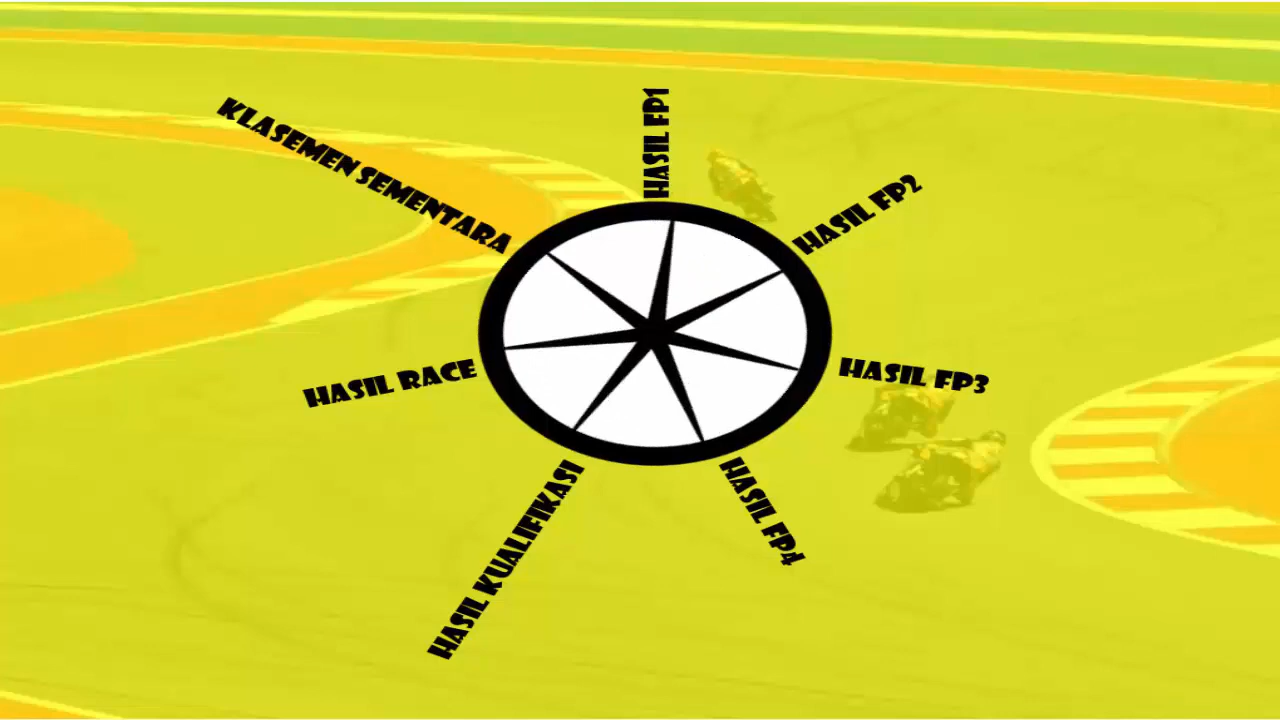 HASIL FP1
HASIL FP2
HASIL FP3
HASIL FP4
HASIL KUALIFIKASI
HASIL RACE
KLASEMEN SEMENTARA